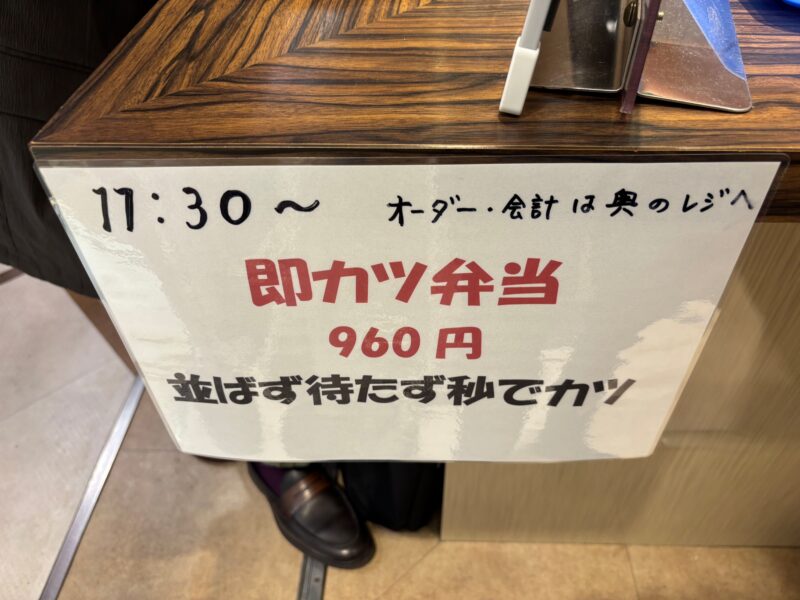 11:30～ オーダー・会計は奥のレジへ
即カツ弁当
960円
並ばず待たず秒でカツ